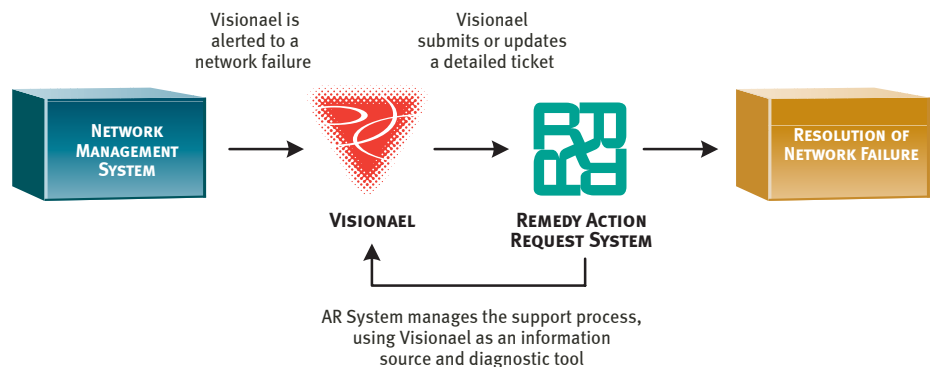 Visionael is
alerted to a
network failure
Visionael
submits or updates
a detailed ticket
NETWORK
MANAGEMENT
SYSTEM
RESOLUTION OF
NETWORK FAILURE
VISIONAEL
REMEDY ACTION
REQUEST SYSTEM
AR System manages the support process,
using Visionael as an information
source and diagnostic tool